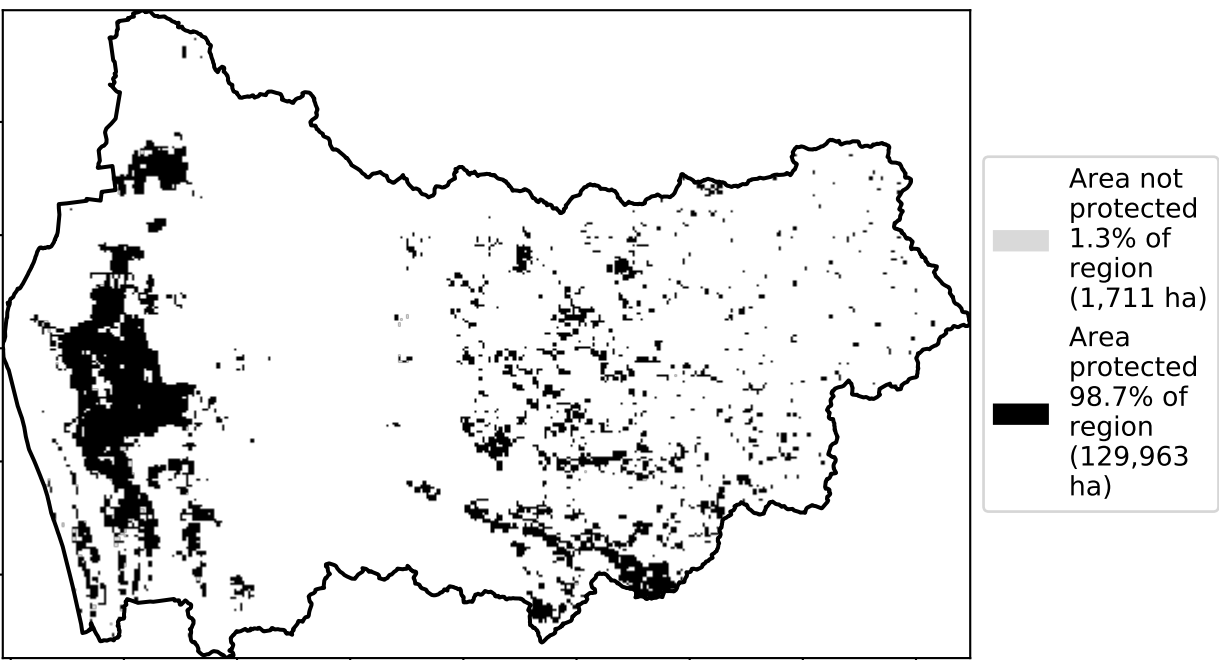 Area not
protected
1.3% of
region
(1,711 ha)
Area
protected
98.7% of
region
(129,963
ha)